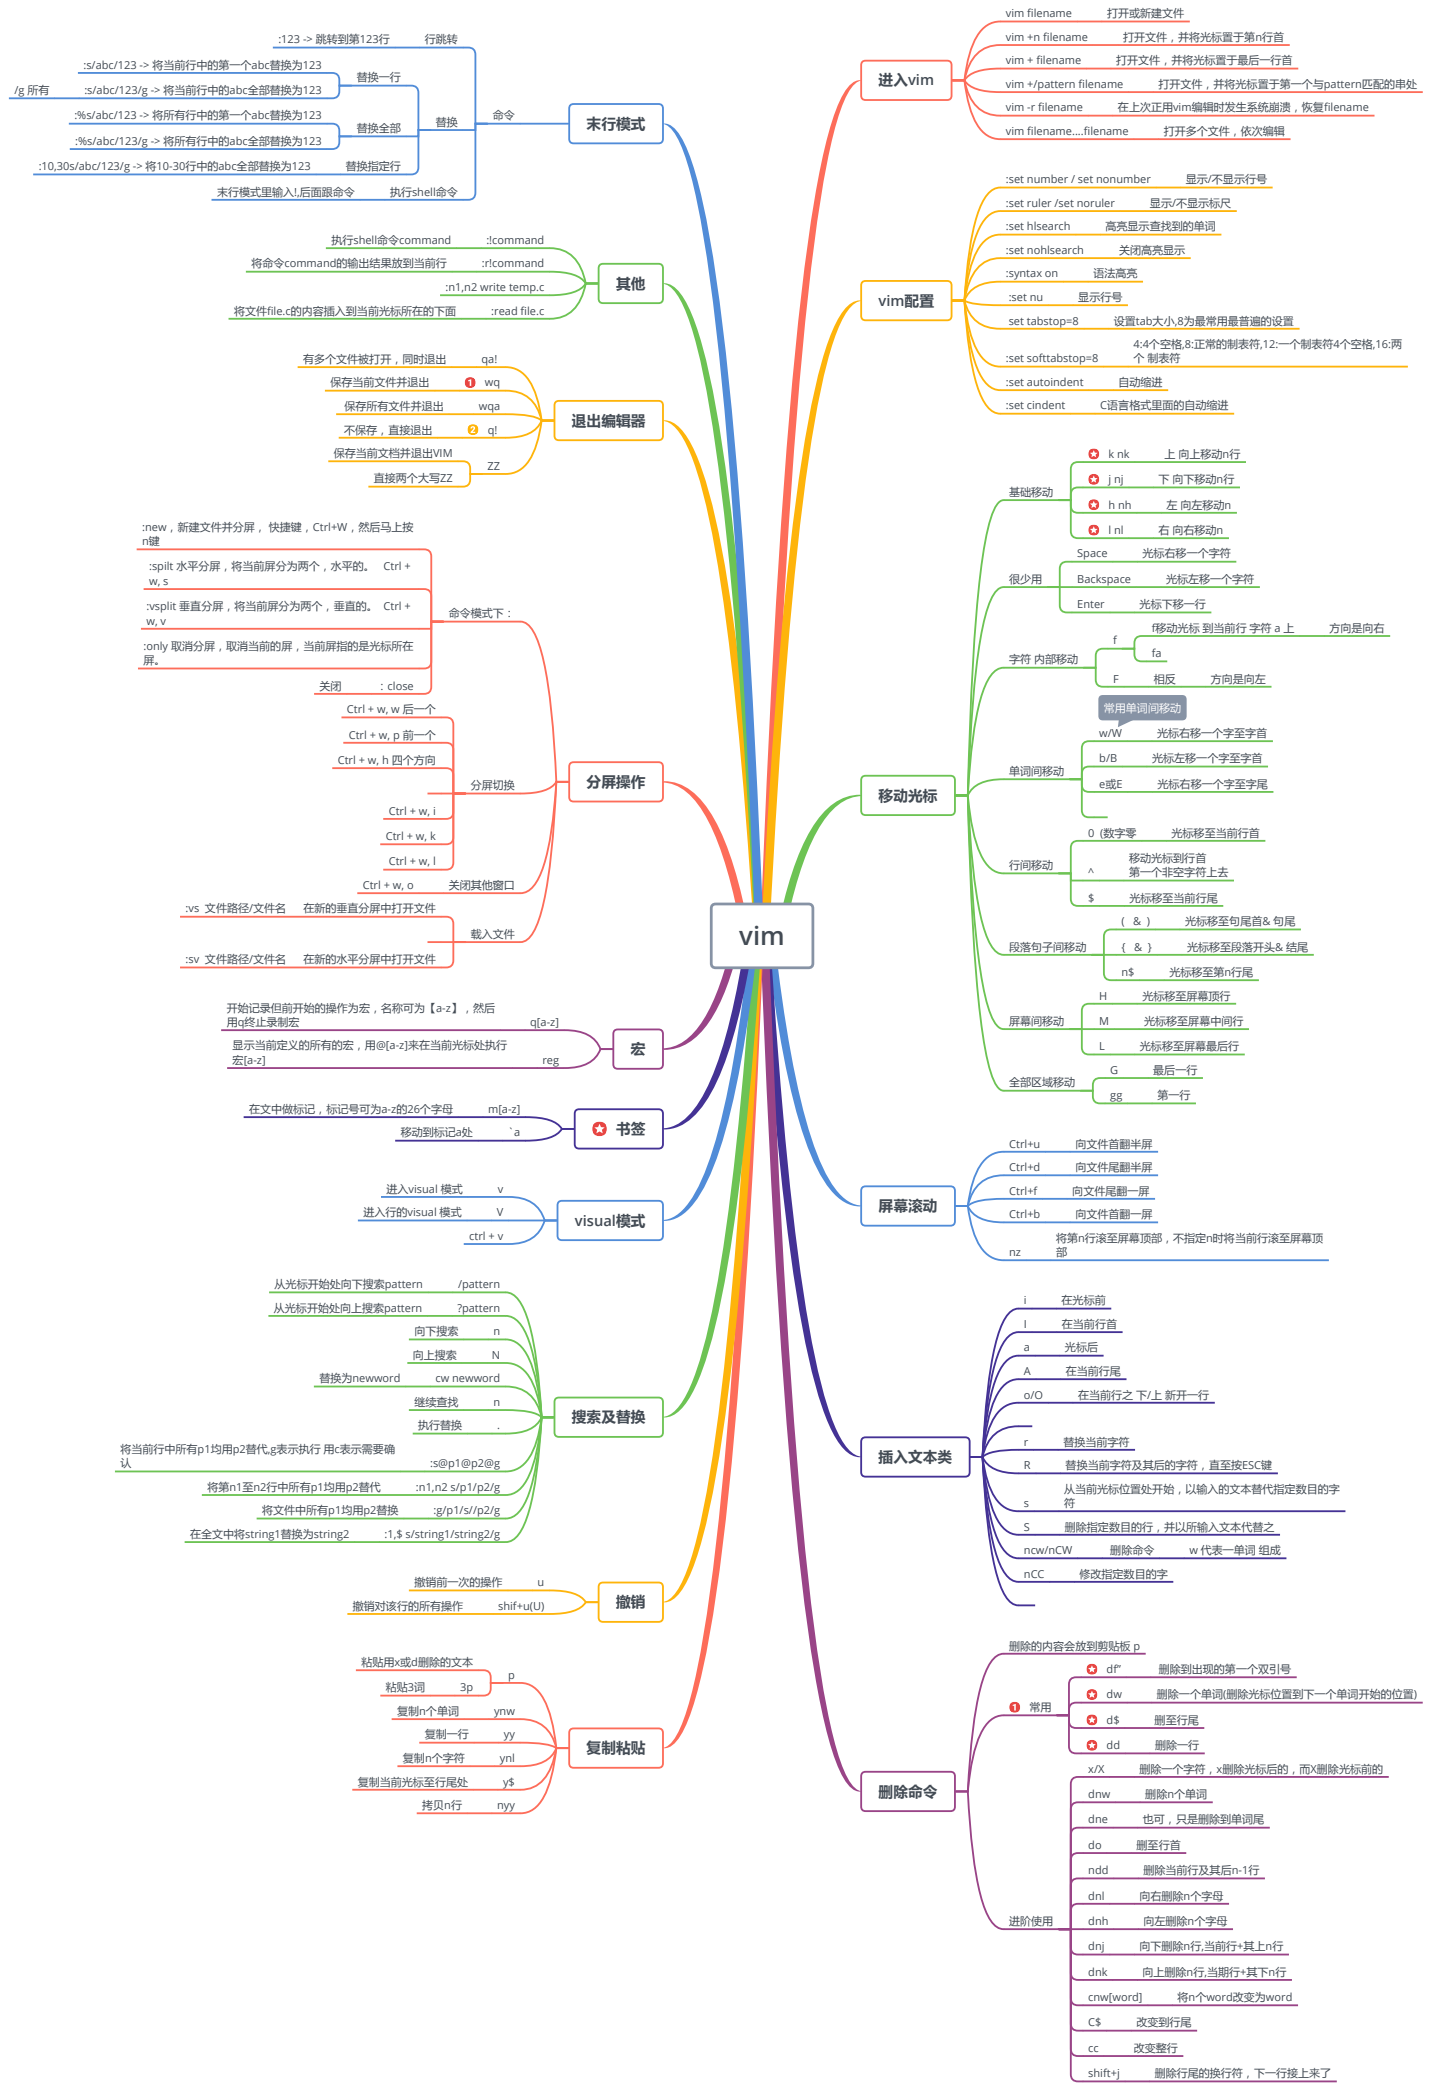 vim
进入vim
vim filename 打开或新建文件
vim +n filename 打开文件，并将光标置于第n行首
vim + filename 打开文件，并将光标置于最后一行首
vim +/pattern filename 打开文件，并将光标置于第一个与pattern匹配的串处
vim -r filename 在上次正用vim编辑时发生系统崩溃，恢复filename
vim filename....filename 打开多个文件，依次编辑
vim配置
:set number / set nonumber 显示/不显示行号
:set ruler /set noruler 显示/不显示标尺
:set hlsearch 高亮显示查找到的单词
:set nohlsearch 关闭高亮显示
:syntax on 语法高亮
:set nu 显示行号
set tabstop=8 设置tab大小,8为最常用最普遍的设置
:set softtabstop=8 4:4个空格,8:正常的制表符,12:一个制表符4个空格,16:两
个 制表符
:set autoindent 自动缩进
:set cindent C语言格式里面的自动缩进
移动光标
基础移动
k nk 上 向上移动n行
j nj 下 向下移动n行
h nh 左 向左移动n
l nl 右 向右移动n
很少用
Space 光标右移一个字符
Backspace 光标左移一个字符
Enter 光标下移一行
字符 内部移动
f
f移动光标 到当前行 字符 a 上 方向是向右
fa
F 相反 方向是向左
常用单词间移动
单词间移动
w/W 光标右移一个字至字首
b/B 光标左移一个字至字首
e或E 光标右移一个字至字尾
行间移动
0 (数字零 光标移至当前行首
^ 移动光标到行首
第一个非空字符上去
$ 光标移至当前行尾
段落句子间移动
( & ) 光标移至句尾首& 句尾
{ & } 光标移至段落开头& 结尾
n$ 光标移至第n行尾
屏幕间移动
H 光标移至屏幕顶行
M 光标移至屏幕中间行
L 光标移至屏幕最后行
全部区域移动
G 最后一行
gg 第一行
屏幕滚动
Ctrl+u 向文件首翻半屏
Ctrl+d 向文件尾翻半屏
Ctrl+f 向文件尾翻一屏
Ctrl+b 向文件首翻一屏
nz 将第n行滚至屏幕顶部，不指定n时将当前行滚至屏幕顶
部
插入文本类
i 在光标前
I 在当前行首
a 光标后
A 在当前行尾
o/O 在当前行之 下/上 新开一行
r 替换当前字符
R 替换当前字符及其后的字符，直至按ESC键
s 从当前光标位置处开始，以输入的文本替代指定数目的字
符
S 删除指定数目的行，并以所输入文本代替之
ncw/nCW 删除命令 w 代表一单词 组成
nCC 修改指定数目的字
删除命令
删除的内容会放到剪贴板 p
1 常用
df" 删除到出现的第一个双引号
dw 删除一个单词(删除光标位置到下一个单词开始的位置)
d$ 删至行尾
dd 删除一行
进阶使用
x/X 删除一个字符，x删除光标后的，而X删除光标前的
dnw 删除n个单词
dne 也可，只是删除到单词尾
do 删至行首
ndd 删除当前行及其后n-1行
dnl 向右删除n个字母
dnh 向左删除n个字母
dnj 向下删除n行,当前行+其上n行
dnk 向上删除n行,当期行+其下n行
cnw[word] 将n个word改变为word
C$ 改变到行尾
cc 改变整行
shift+j 删除行尾的换行符，下一行接上来了
末行模式
命令
:123 -> 跳转到第123行 行跳转
替换
替换一行
:s/abc/123 -> 将当前行中的第一个abc替换为123
/g 所有 :s/abc/123/g -> 将当前行中的abc全部替换为123
替换全部
:%s/abc/123 -> 将所有行中的第一个abc替换为123
:%s/abc/123/g -> 将所有行中的abc全部替换为123
:10,30s/abc/123/g -> 将10-30行中的abc全部替换为123 替换指定行
末行模式里输入!,后面跟命令 执行shell命令
其他
执行shell命令command :!command
将命令command的输出结果放到当前行 :r!command
:n1,n2 write temp.c
将文件file.c的内容插入到当前光标所在的下面 :read file.c
退出编辑器
有多个文件被打开，同时退出 qa!
保存当前文件并退出 1 wq
保存所有文件并退出 wqa
不保存，直接退出 2 q!
ZZ
保存当前文档并退出VIM
直接两个大写ZZ
分屏操作
命令模式下：
:new，新建文件并分屏， 快捷键，Ctrl+W，然后马上按
n键
:spilt 水平分屏，将当前屏分为两个，水平的。 Ctrl +
w, s
:vsplit 垂直分屏，将当前屏分为两个，垂直的。 Ctrl +
w, v
:only 取消分屏，取消当前的屏，当前屏指的是光标所在
屏。
关闭 ：close
分屏切换
Ctrl + w, w 后一个
Ctrl + w, p 前一个
Ctrl + w, h 四个方向
Ctrl + w, i
Ctrl + w, k
Ctrl + w, l
Ctrl + w, o 关闭其他窗口
载入文件
:vs 文件路径/文件名 在新的垂直分屏中打开文件
:sv 文件路径/文件名 在新的水平分屏中打开文件
宏
开始记录但前开始的操作为宏，名称可为【a-z】，然后
用q终止录制宏 q[a-z]
显示当前定义的所有的宏，用@[a-z]来在当前光标处执行
宏[a-z] reg
书签
在文中做标记，标记号可为a-z的26个字母 m[a-z]
移动到标记a处 `a
visual模式
进入visual 模式 v
进入行的visual 模式 V
ctrl + v
搜索及替换
从光标开始处向下搜索pattern /pattern
从光标开始处向上搜索pattern ?pattern
向下搜索 n
向上搜索 N
替换为newword cw newword
继续查找 n
执行替换 .
将当前行中所有p1均用p2替代,g表示执行 用c表示需要确
认 :s@p1@p2@g
将第n1至n2行中所有p1均用p2替代 :n1,n2 s/p1/p2/g
将文件中所有p1均用p2替换 :g/p1/s//p2/g
在全文中将string1替换为string2 :1,$ s/string1/string2/g
撤销
撤销前一次的操作 u
撤销对该行的所有操作 shif+u(U)
复制粘贴
p
粘贴用x或d删除的文本
粘贴3词 3p
复制n个单词 ynw
复制一行 yy
复制n个字符 ynl
复制当前光标至行尾处 y$
拷贝n行 nyy